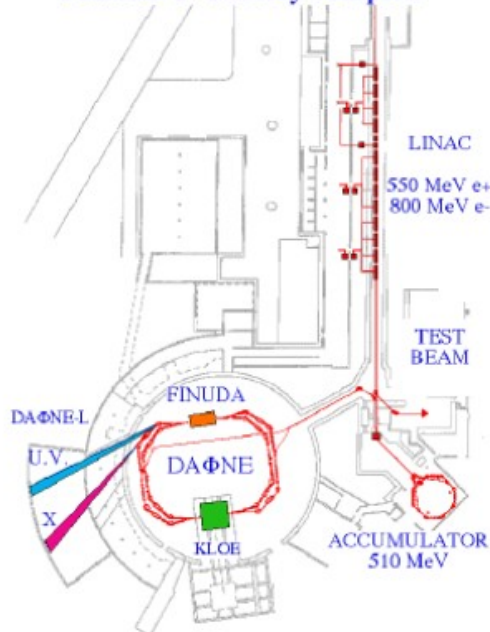 LINAC
550 MeV e+
800 MeV e-
TEST
BEAM
FINUDA
DAΦNE-L
U.V.
DAΦNE
X
KLOE
ACCUMULATOR
510 MeV